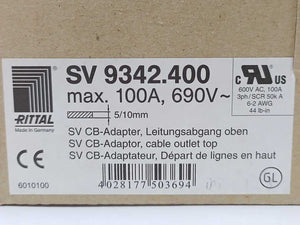 SV 9342.400
max. 100A, 690V~
RITTAL
Made in Germany
5/10mm
C UL US
600V AC, 100A
3ph/SCR 50k A
6-2 AWG
44 lb-in
SV CB-Adapter, Leitungsabgang oben
SV CB-Adaptor, cable outlet top
SV CB-Adaptateur, Départ de lignes en haut
CE
6010100
4 028177 503694
GL